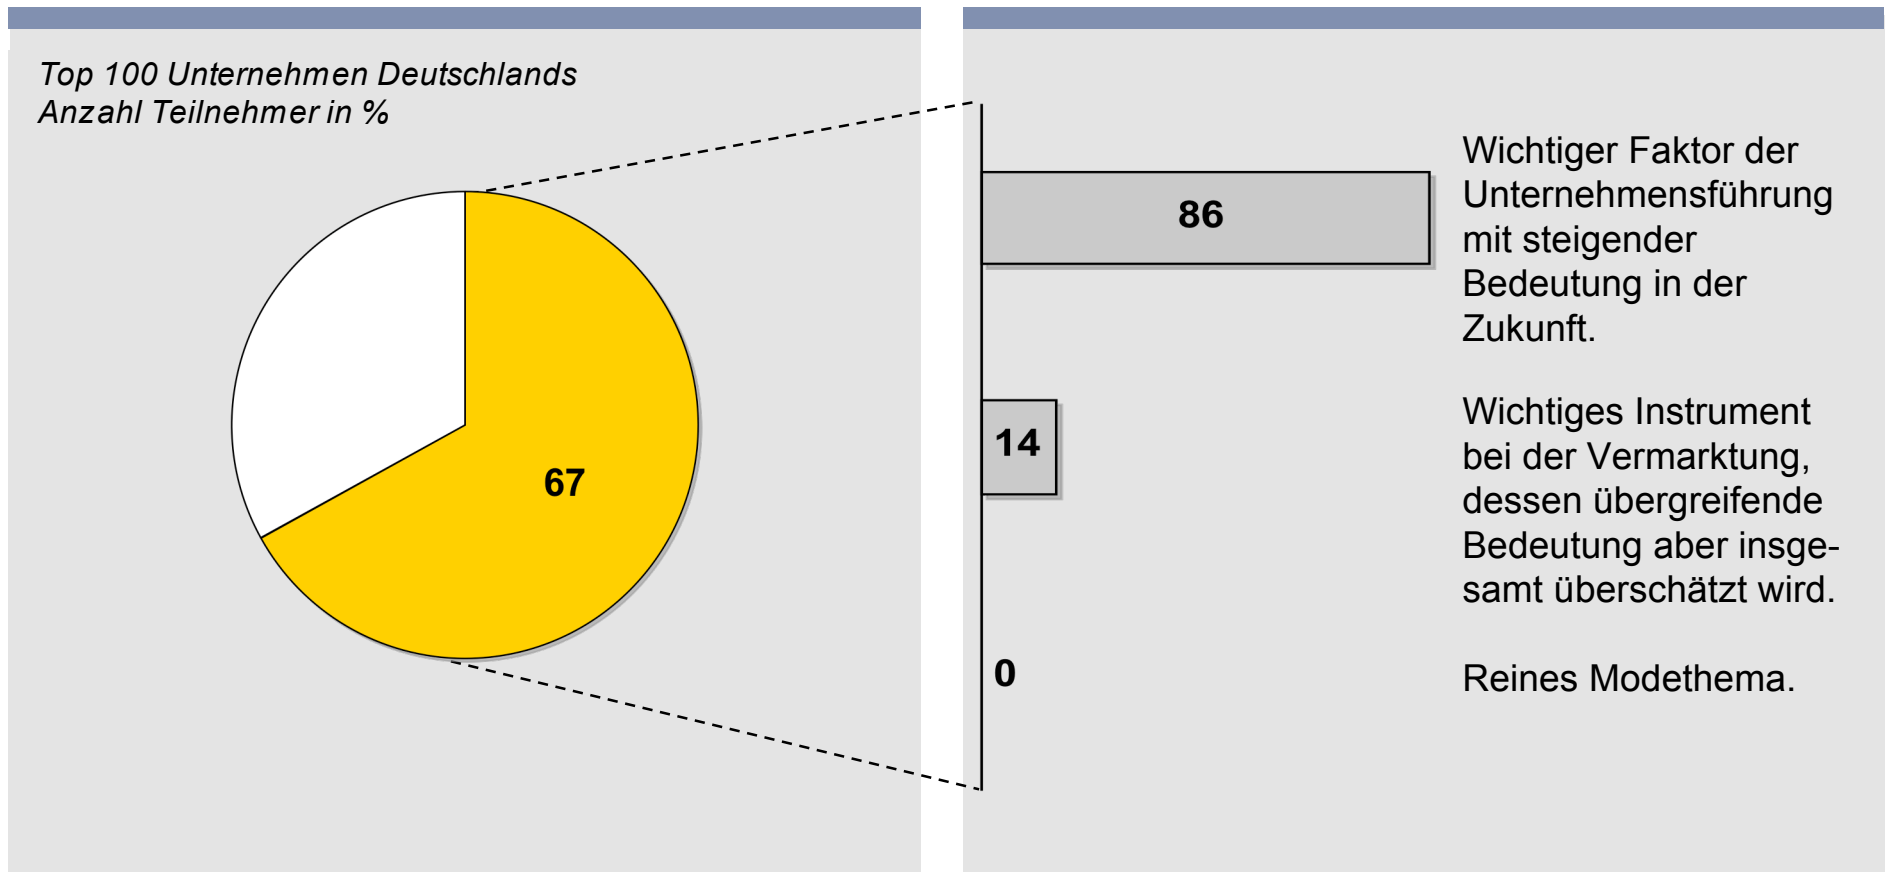 Top 100 Unternehmen Deutschlands
Anzahl Teilnehmer in %
67
86
Wichtiger Faktor der
Unternehmensführung
mit steigender
Bedeutung in der
Zukunft.
14
Wichtiges Instrument
bei der Vermarktung,
dessen übergreifende
Bedeutung aber insge-
samt überschätzt wird.
0
Reines Modethema.